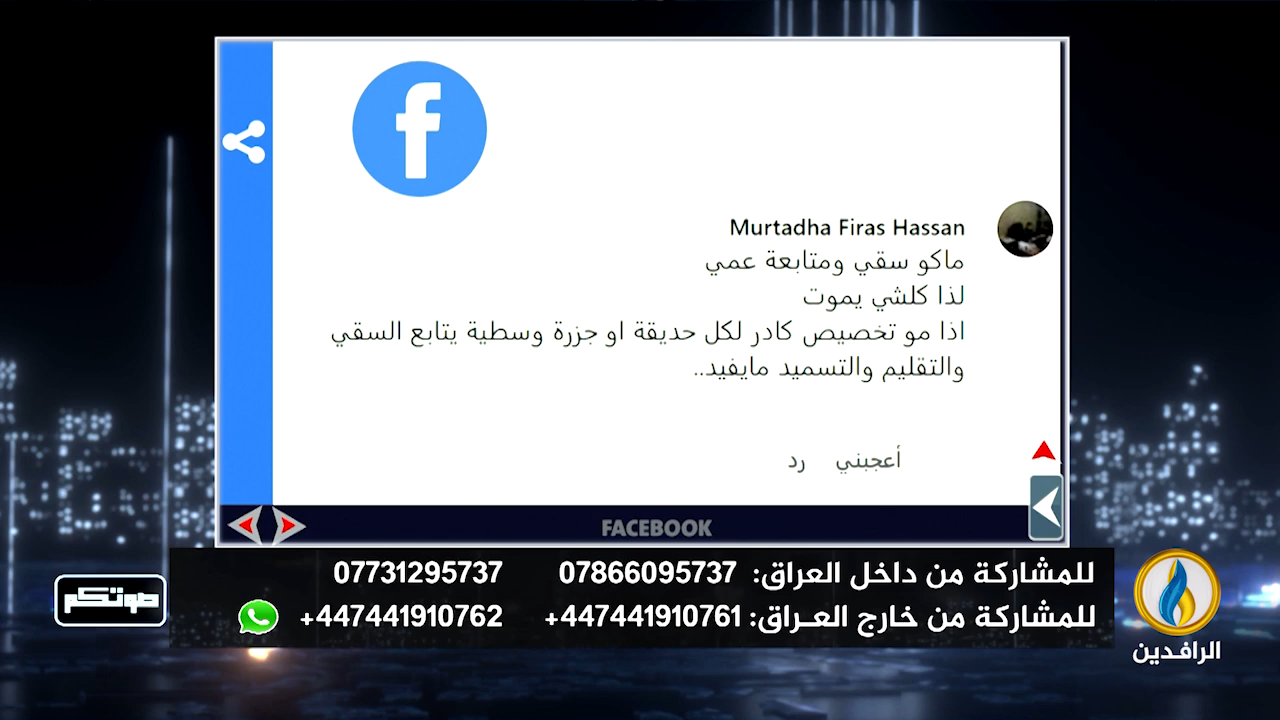 Murtadha Firas Hassan
ماكو سقي ومتابعة عمي
لذا كلشي يموت
اذا مو تخصيص كادر لكل حديقة او جزرة وسطية يتابع السقي
والتقليم والتسميد مايفيد..
أعجبني رد
FACEBOOK
للمشاركة من داخل العراق: 07866095737 07731295737
للمشاركة من خارج العـراق: 447441910761+ 447441910762+
صوتكم
الرافدين